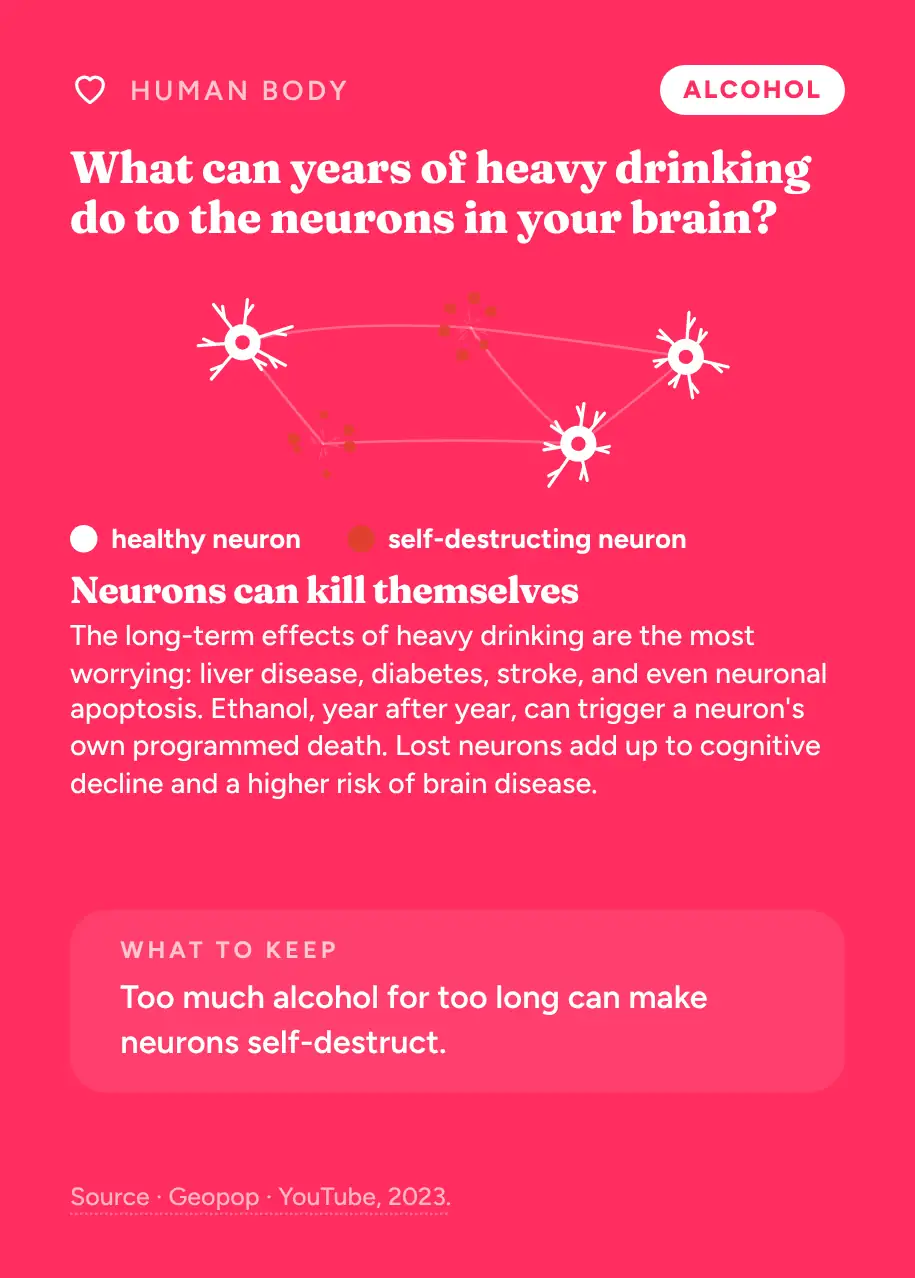 HUMAN BODY
ALCOHOL
What can years of heavy drinking
do to the neurons in your brain?
healthy neuron
self-destructing neuron
Neurons can kill themselves
The long-term effects of heavy drinking are the most
worrying: liver disease, diabetes, stroke, and even neuronal
apoptosis. Ethanol, year after year, can trigger a neuron's
own programmed death. Lost neurons add up to cognitive
decline and a higher risk of brain disease.
WHAT TO KEEP
Too much alcohol for too long can make
neurons self-destruct.
Source · Geopop · YouTube, 2023.